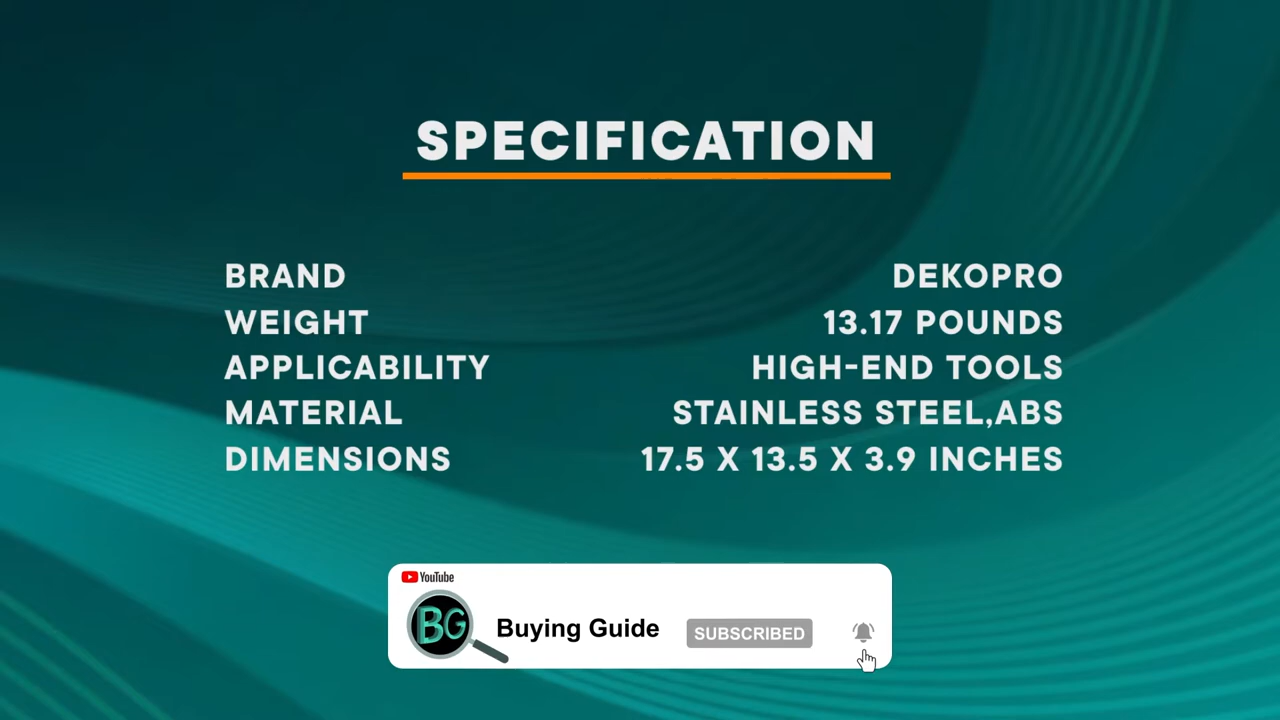 SPECIFICATION
BRAND DEKOPRO
WEIGHT 13.17 POUNDS
APPLICABILITY HIGH-END TOOLS
MATERIAL STAINLESS STEEL,ABS
DIMENSIONS 17.5 X 13.5 X 3.9 INCHES
YouTube
BG Buying Guide SUBSCRIBED